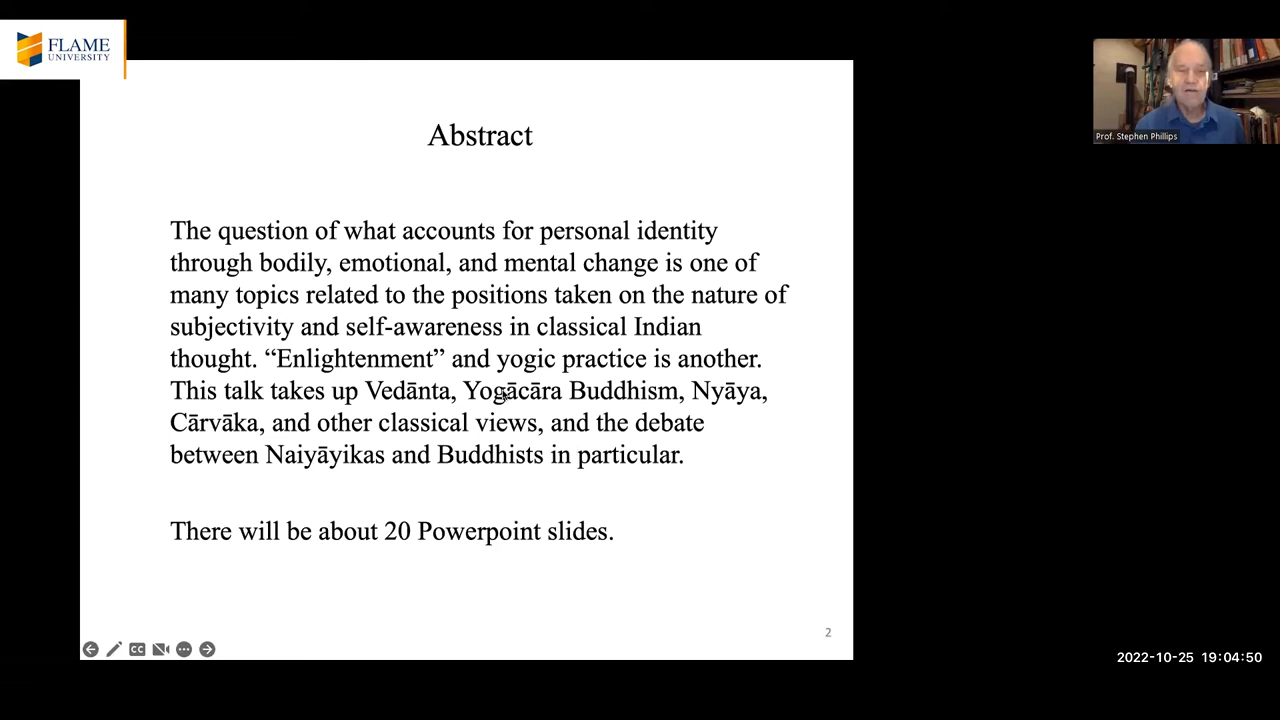 FLAME
UNIVERSITY
Prof. Stephen Phillips
Abstract
The question of what accounts for personal identity
through bodily, emotional, and mental change is one of
many topics related to the positions taken on the nature of
subjectivity and self-awareness in classical Indian
thought. “Enlightenment” and yogic practice is another.
This talk takes up Vedānta, Yogācāra Buddhism, Nyāya,
Cārvāka, and other classical views, and the debate
between Naiyāyikas and Buddhists in particular.
There will be about 20 Powerpoint slides.
2
CC
2022-10-25 19:04:50